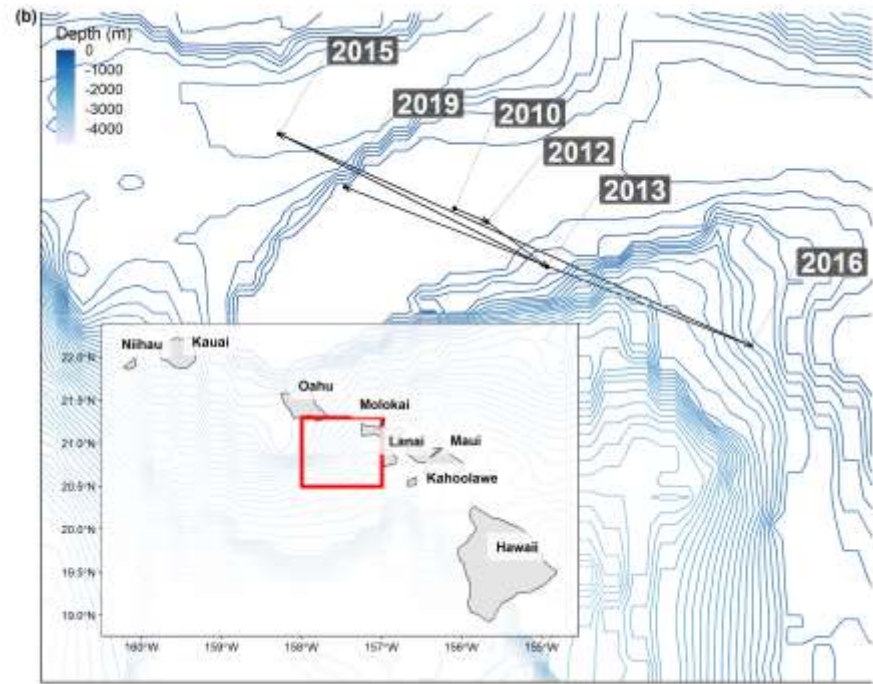 (b)
Depth (m)
0
-1000
-2000
-3000
-4000
2015
2019
2010
2012
2013
2016
22.0°N
21.5°N
21.0°N
20.5°N
20.0°N
19.5°N
19.0°N
Niihau
Kauai
Oahu
Molokai
Lanai
Maui
Kahoolawe
Hawaii
160°W
159°W
158°W
157°W
156°W
155°W